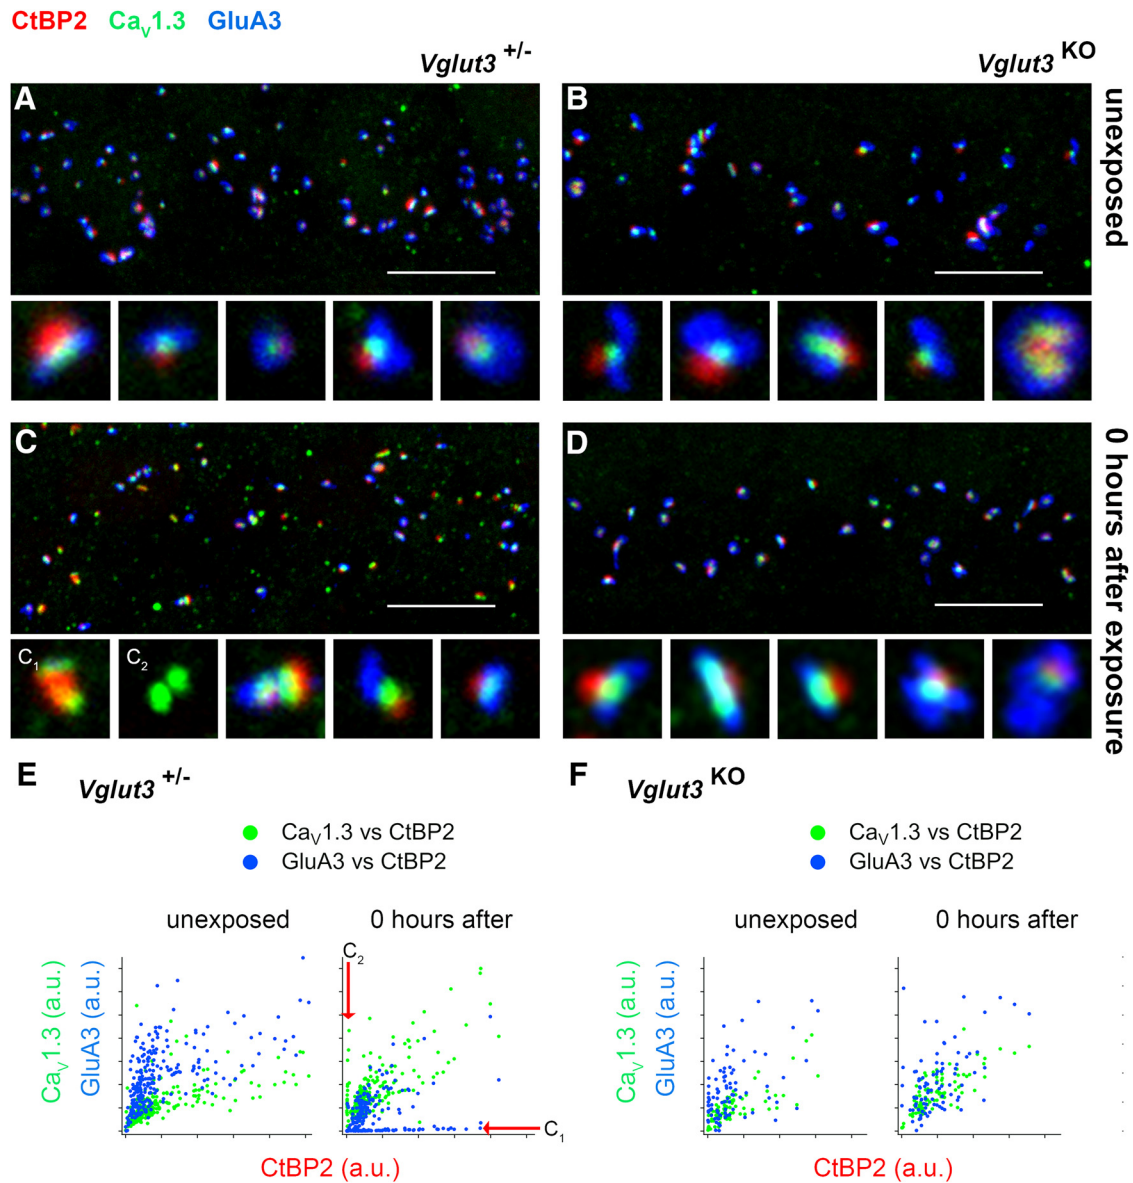 CtBP2 CaV1.3 GluA3
Vglut3 +/- Vglut3 KO
A B
unexposed
C D
0 hours after exposure
C1 C2
E Vglut3 +/- F Vglut3 KO
CaV1.3 vs CtBP2 CaV1.3 vs CtBP2
GluA3 vs CtBP2 GluA3 vs CtBP2
unexposed 0 hours after unexposed 0 hours after
C2
CaV1.3 (a.u.) GluA3 (a.u.) CaV1.3 (a.u.) GluA3 (a.u.)
C1
CtBP2 (a.u.) CtBP2 (a.u.)